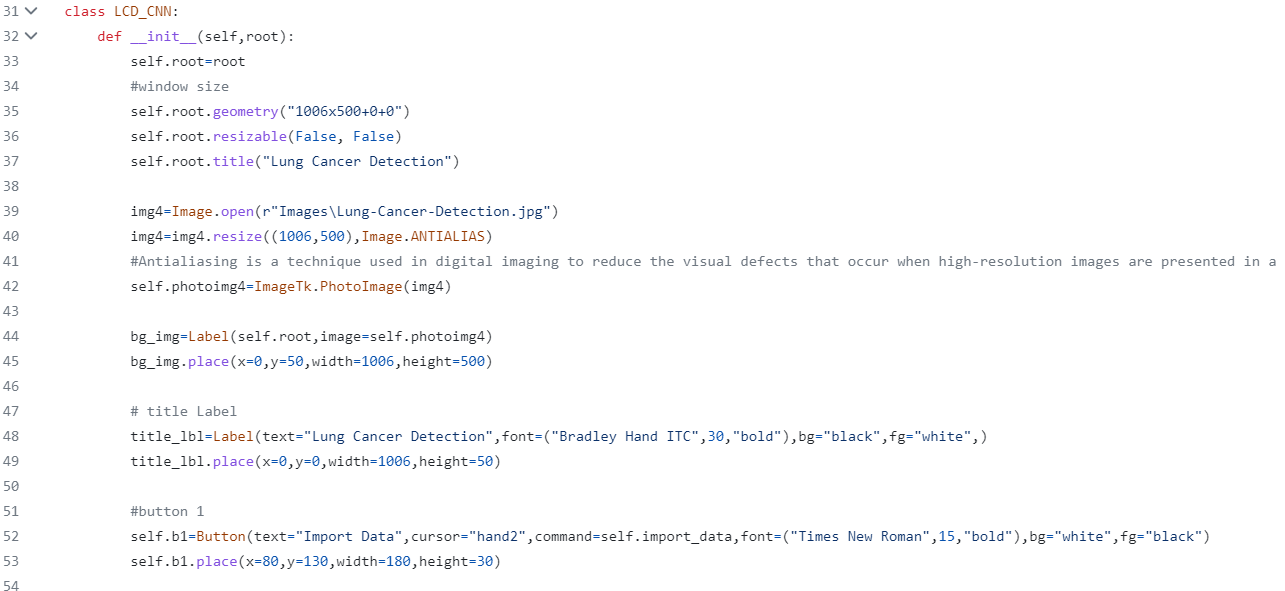 31 class LCD_CNN:
32     def __init__(self,root):
33         self.root=root
34         #window size
35         self.root.geometry("1006x500+0+0")
36         self.root.resizable(False, False)
37         self.root.title("Lung Cancer Detection")
38
39         img4=Image.open(r"Images\Lung-Cancer-Detection.jpg")
40         img4=img4.resize((1006,500),Image.ANTIALIAS)
41         #Antialiasing is a technique used in digital imaging to reduce the visual defects that occur when high-resolution images are presented in a
42         self.photoimg4=ImageTk.PhotoImage(img4)
43
44         bg_img=Label(self.root,image=self.photoimg4)
45         bg_img.place(x=0,y=50,width=1006,height=500)
46
47         # title Label
48         title_lbl=Label(text="Lung Cancer Detection",font=("Bradley Hand ITC",30,"bold"),bg="black",fg="white",)
49         title_lbl.place(x=0,y=0,width=1006,height=50)
50
51         #button 1
52         self.b1=Button(text="Import Data",cursor="hand2",command=self.import_data,font=("Times New Roman",15,"bold"),bg="white",fg="black")
53         self.b1.place(x=80,y=130,width=180,height=30)
54